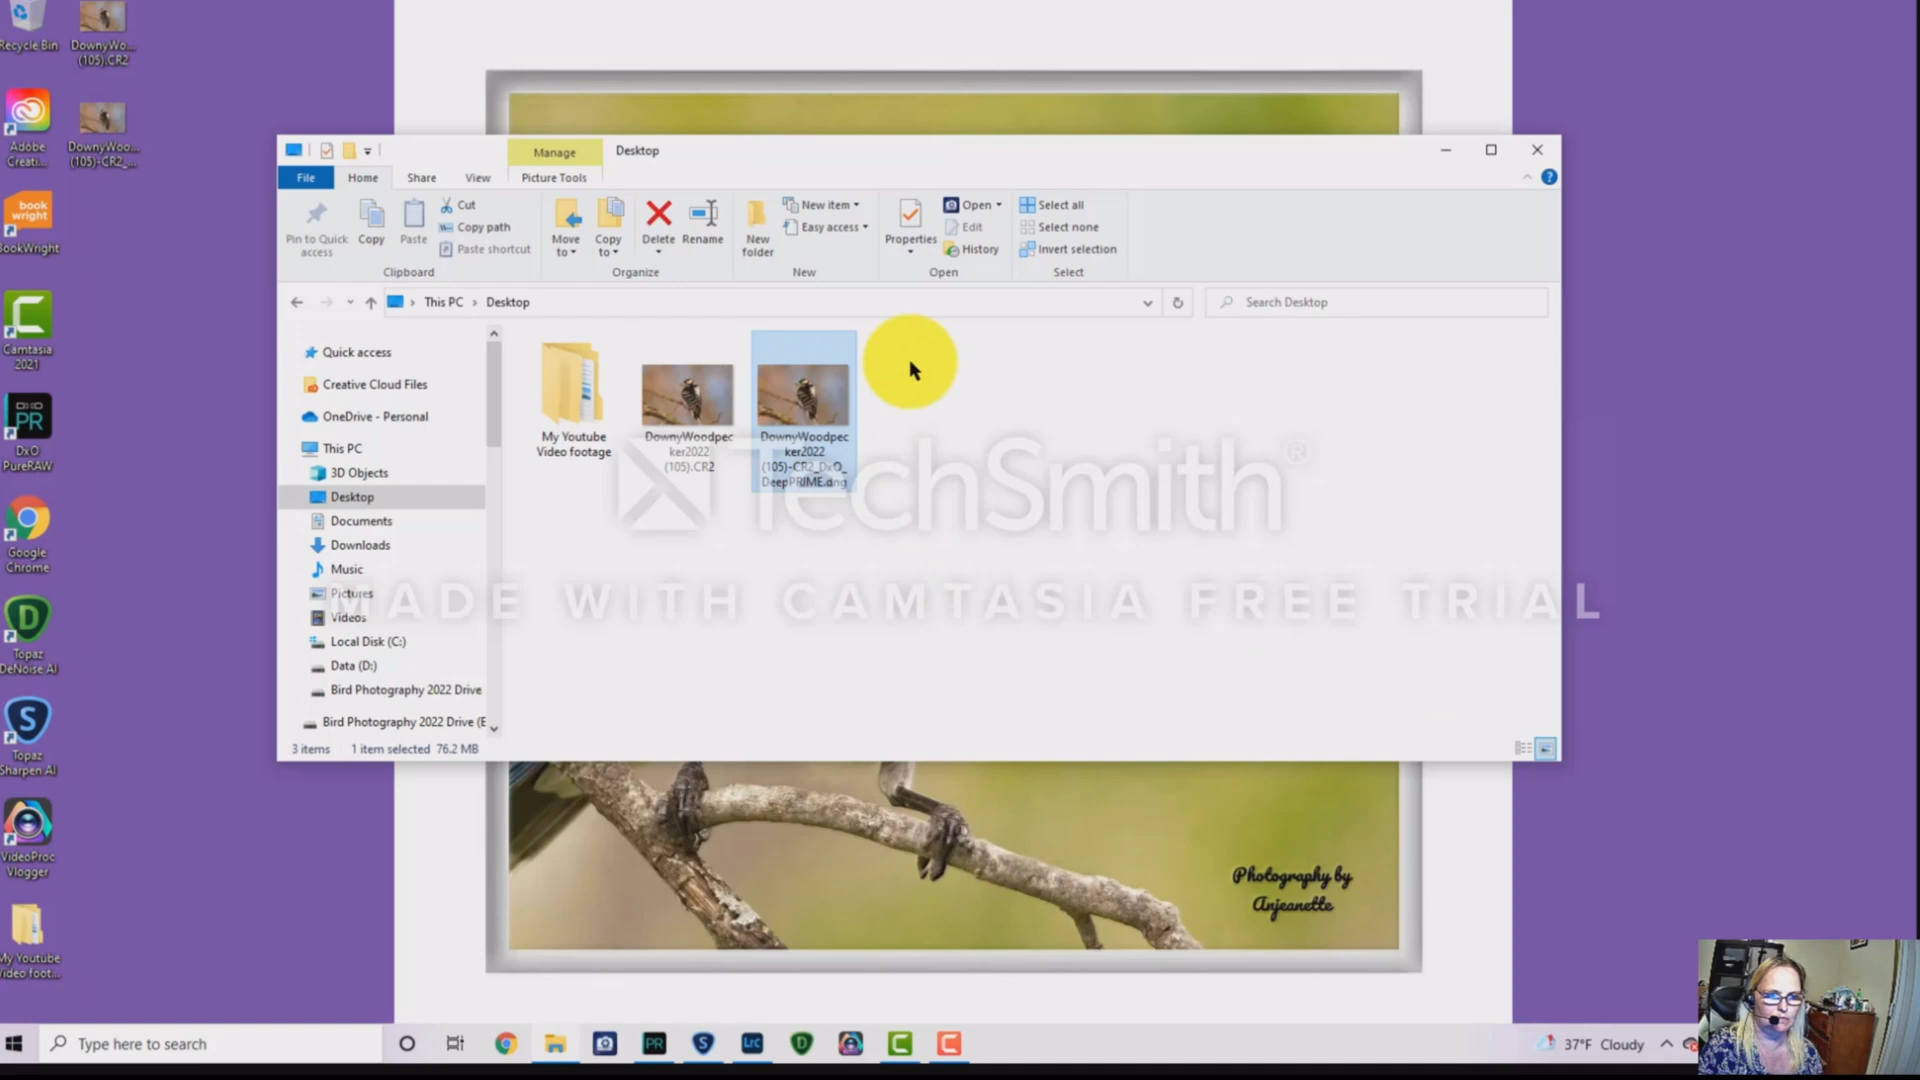 Recycle Bin
DownyWoo...
(105).CR2
Adobe
Creati...
DownyWoo...
(105)-CR2_...
book
wright
BookWright
Camtasia
2021
DXO
PR
DxO
PureRAW
Google
Chrome
Topaz
DeNoise AI
S
Topaz
Sharpen AI
VideoProc
Vlogger
My Youtube
Video foot...
Manage
Desktop
File
Home
Share
View
Picture Tools
Pin to Quick
access
Copy
Paste
Cut
Copy path
Paste shortcut
Clipboard
Move
to
Copy
to
Delete
Rename
Organize
New
folder
New item
Easy access
New
Properties
Open
Edit
History
Open
Select all
Select none
Invert selection
Select
This PC > Desktop
Search Desktop
Quick access
Creative Cloud Files
OneDrive - Personal
This PC
3D Objects
Desktop
Documents
Downloads
Music
Pictures
Videos
Local Disk (C:)
Data (D:)
Bird Photography 2022 Drive
Bird Photography 2022 Drive (E
My Youtube
Video footage
DownyWoodpec
ker2022
(105).CR2
DownyWoodpec
ker2022
(105)-CR2_DxO_
DeepPRIME.dng
TechSmith®
MADE WITH CAMTASIA FREE TRIAL
3 items
1 item selected 76.2 MB
Photography by
Anjeanette
Type here to search
PR
S
Lrc
37°F Cloudy